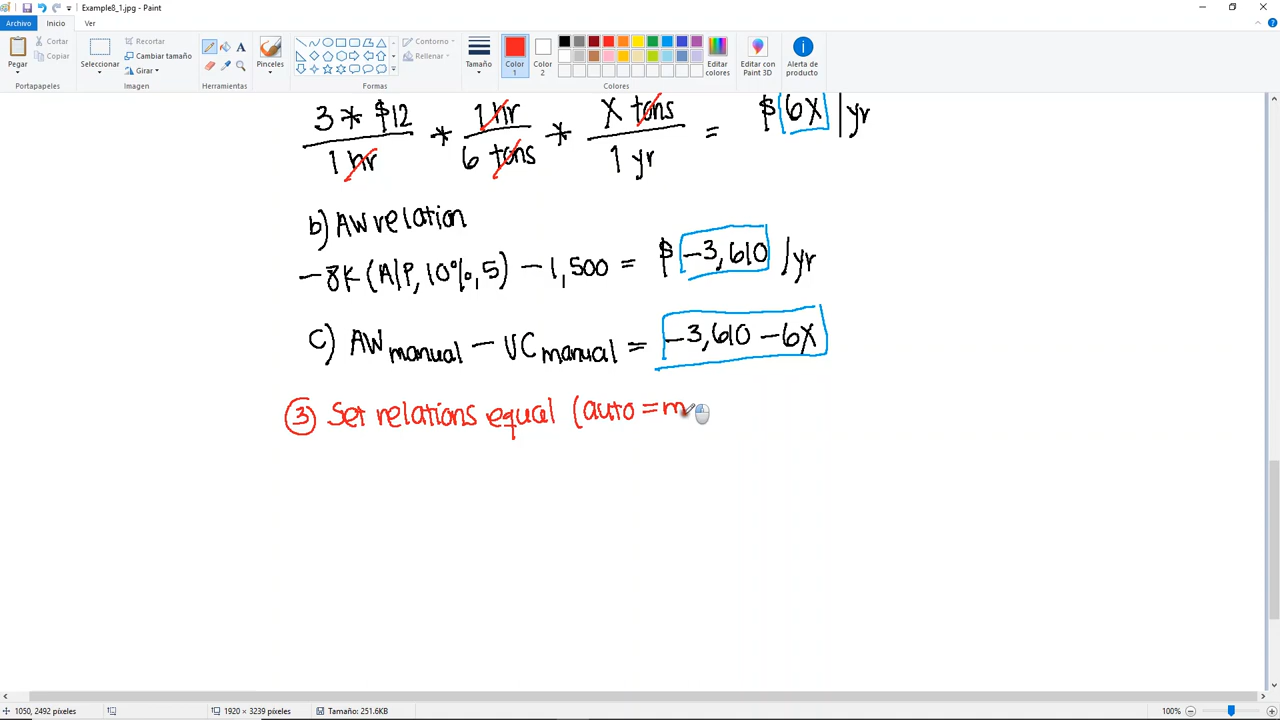 Example8_1.jpg - Paint
Archivo Inicio Ver
Pegar
Cortar
Copiar
Portapapeles
Seleccionar
Recortar
Cambiar tamaño
Girar
Imagen
Herramientas
Pinceles
Contorno
Rellenar
Formas
Tamaño
Color 1
Color 2
Editar colores
Colores
Editar con Paint 3D
Alerta de producto
3 * $12 / 1 hr * 1 hr / 6 tons * X tons / 1 yr = $ 6X / yr
b) AW relation
-8K (A/P, 10%, 5) - 1,500 = $ -3,610 / yr
c) AW manual - VC manual = -3,610 - 6X
3 Set relations equal (auto = m
1050, 2492 píxeles
1920 × 3239 píxeles
Tamaño: 251.6KB
100%